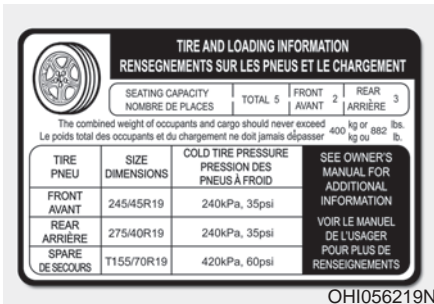 TIRE AND LOADING INFORMATION
RENSEGNEMENTS SUR LES PNEUS ET LE CHARGEMENT
SEATING CAPACITY
NOMBRE DE PLACES
TOTAL 5
FRONT
AVANT
2
REAR
ARRIÈRE
3
The combined weight of occupants and cargo should never exceed
Le poids total des occupants et du chargement ne doit jamais dépasser
400
kg or
kg ou
882
lbs.
lb.
TIRE
PNEU
SIZE
DIMENSIONS
COLD TIRE PRESSURE
PRESSION DES
PNEUS À FROID
FRONT
AVANT
245/45R19
240kPa, 35psi
REAR
ARRIÈRE
275/40R19
240kPa, 35psi
SPARE
DE SECOURS
T155/70R19
420kPa, 60psi
SEE OWNER'S
MANUAL FOR
ADDITIONAL
INFORMATION
VOIR LE MANUEL
DE L'USAGER
POUR PLUS DE
RENSEIGNEMENTS
OHI056219N